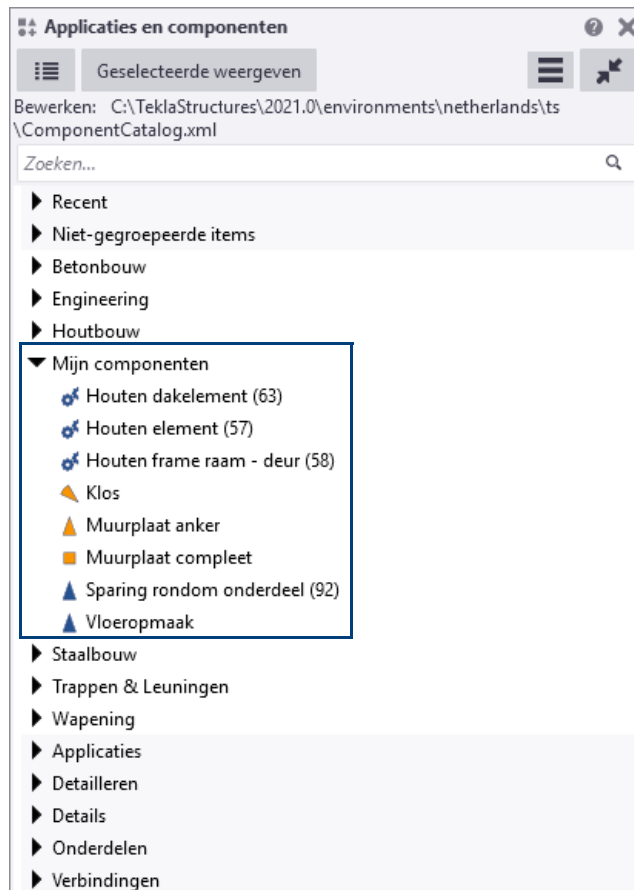 Applicaties en componenten
Geselecteerde weergeven
Bewerken: C:\TeklaStructures\2021.0\environments\netherlands\ts
\ComponentCatalog.xml
Zoeken...
Recent
Niet-gegroepeerde items
Betonbouw
Engineering
Houtbouw
Mijn componenten
Houten dakelement (63)
Houten element (57)
Houten frame raam - deur (58)
Klos
Muurplaat anker
Muurplaat compleet
Sparing rondom onderdeel (92)
Vloeropmaak
Staalbouw
Trappen & Leuningen
Wapening
Applicaties
Detailleren
Details
Onderdelen
Verbindingen